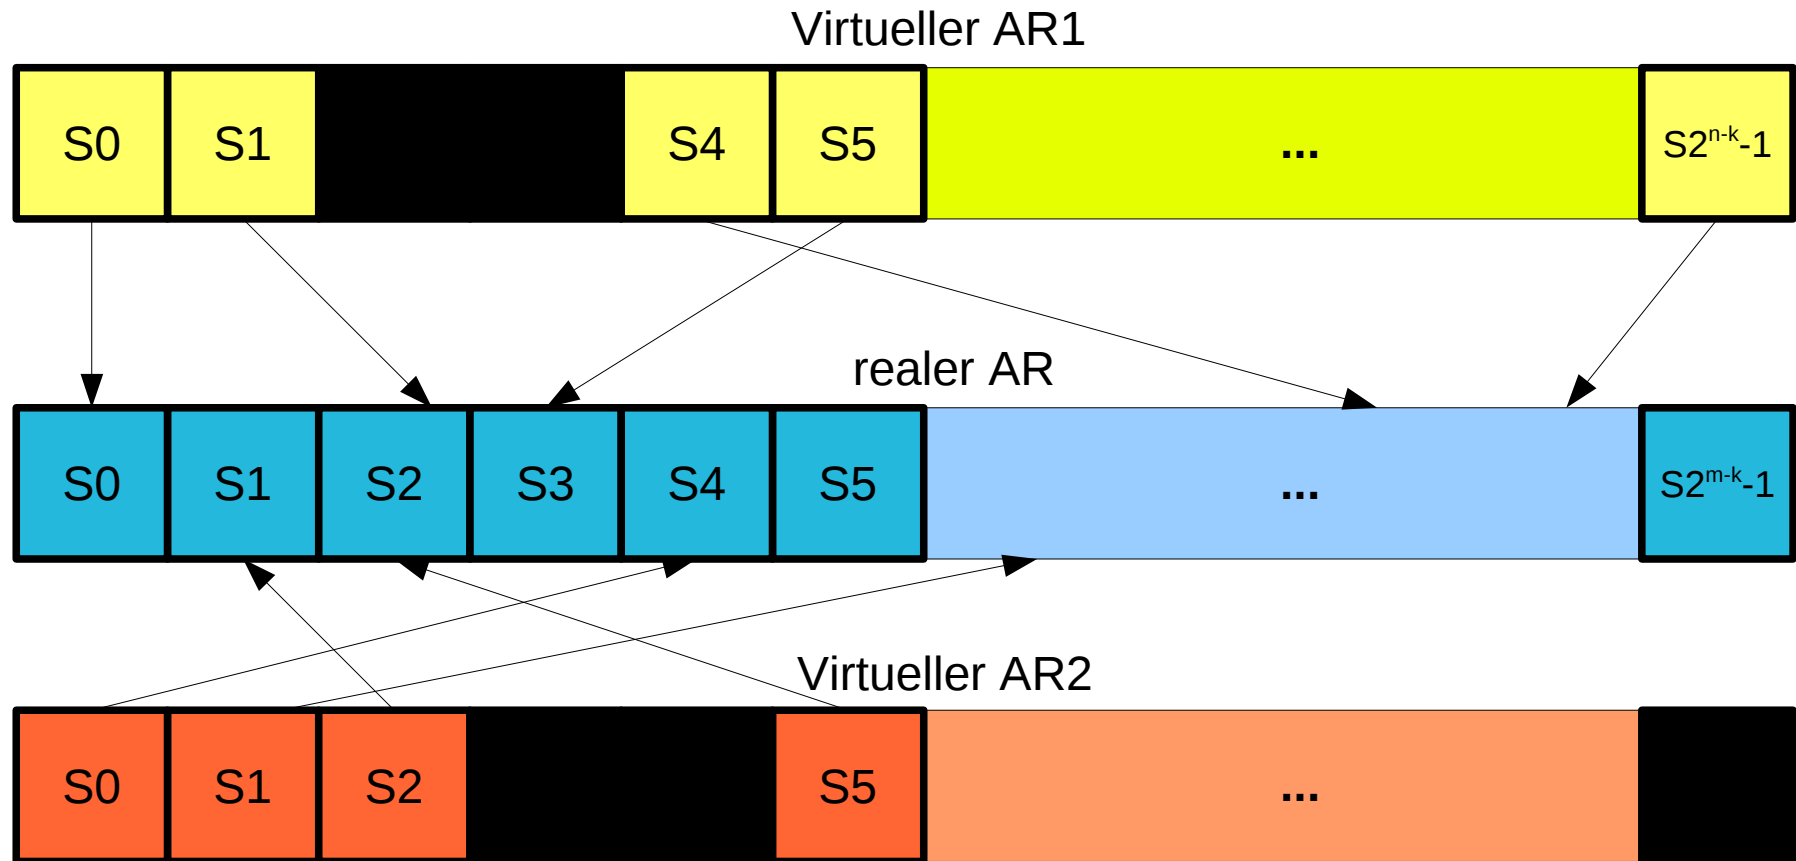 Virtueller AR1
S0 S1 S4 S5 ... S2ⁿ⁻ᵏ-1
realer AR
S0 S1 S2 S3 S4 S5 ... S2ᵐ⁻ᵏ-1
Virtueller AR2
S0 S1 S2 S5 ...